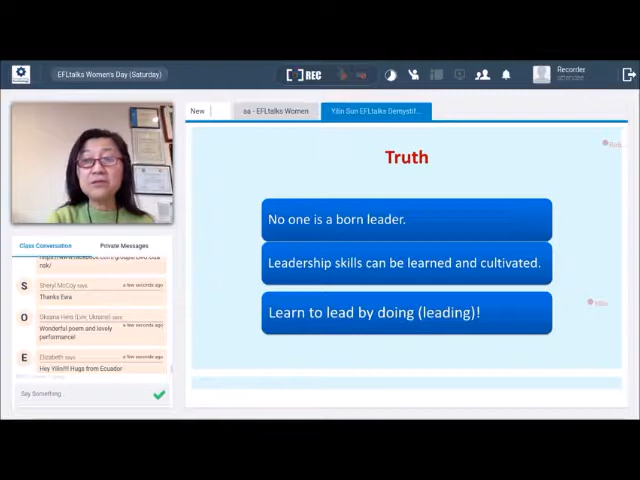 EFLtalks Women's Day (Saturday)
REC
Recorder
attendee
New
aa - EFLtalks Women
Yilin Sun EFLtalks Demystif...
Truth
No one is a born leader.
Leadership skills can be learned and cultivated.
Learn to lead by doing (leading)!
Class Conversation
Private Messages
S
Sheryl McCoy says
a few seconds ago
Thanks Ewa
O
Oksana Hera (Lviv, Ukraine) says
a few seconds ago
Wonderful poem and lovely
performance!
E
Elizabeth says
a few seconds ago
Hey Yilin!!!! Hugs from Ecuador
Say Something..